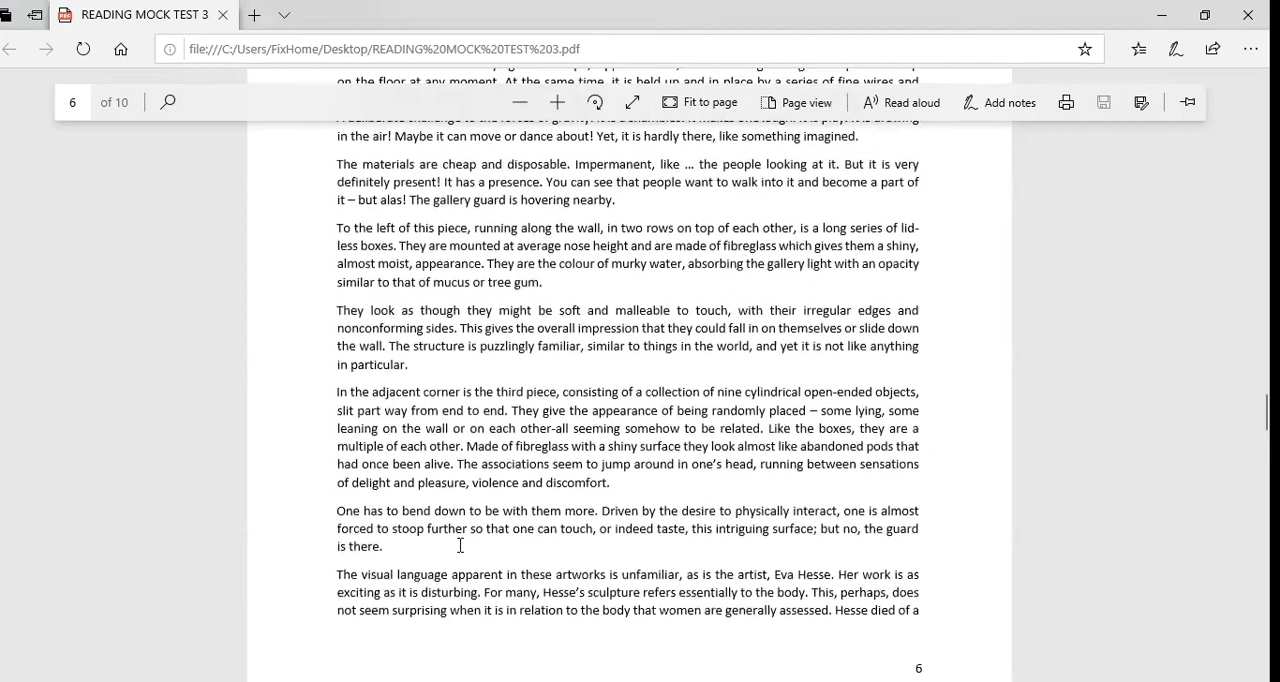 READING MOCK TEST 3
file:///C:/Users/FixHome/Desktop/READING%20MOCK%20TEST%203.pdf
on the floor at any moment. At the same time, it is held up and in place by a series of fine wires and
6 of 10 Fit to page Page view Read aloud Add notes
in the air! Maybe it can move or dance about! Yet, it is hardly there, like something imagined.
The materials are cheap and disposable. Impermanent, like … the people looking at it. But it is very
definitely present! It has a presence. You can see that people want to walk into it and become a part of
it – but alas! The gallery guard is hovering nearby.
To the left of this piece, running along the wall, in two rows on top of each other, is a long series of lid-
less boxes. They are mounted at average nose height and are made of fibreglass which gives them a shiny,
almost moist, appearance. They are the colour of murky water, absorbing the gallery light with an opacity
similar to that of mucus or tree gum.
They look as though they might be soft and malleable to touch, with their irregular edges and
nonconforming sides. This gives the overall impression that they could fall in on themselves or slide down
the wall. The structure is puzzlingly familiar, similar to things in the world, and yet it is not like anything
in particular.
In the adjacent corner is the third piece, consisting of a collection of nine cylindrical open-ended objects,
slit part way from end to end. They give the appearance of being randomly placed – some lying, some
leaning on the wall or on each other-all seeming somehow to be related. Like the boxes, they are a
multiple of each other. Made of fibreglass with a shiny surface they look almost like abandoned pods that
had once been alive. The associations seem to jump around in one's head, running between sensations
of delight and pleasure, violence and discomfort.
One has to bend down to be with them more. Driven by the desire to physically interact, one is almost
forced to stoop further so that one can touch, or indeed taste, this intriguing surface; but no, the guard
is there.
The visual language apparent in these artworks is unfamiliar, as is the artist, Eva Hesse. Her work is as
exciting as it is disturbing. For many, Hesse's sculpture refers essentially to the body. This, perhaps, does
not seem surprising when it is in relation to the body that women are generally assessed. Hesse died of a
6